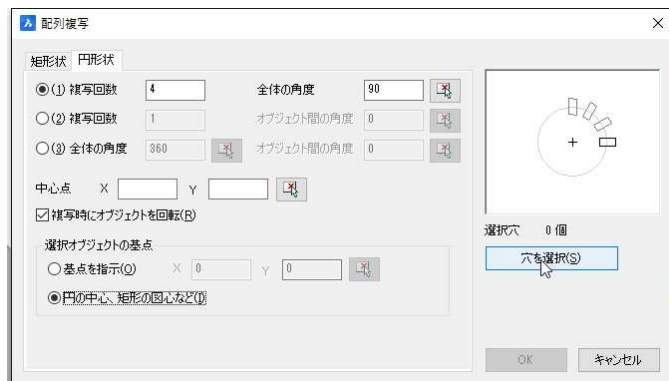 配列複写
矩形状 円形状
(1) 複写回数 4 全体の角度 90
(2) 複写回数 1 オブジェクト間の角度 0
(3) 全体の角度 360 オブジェクト間の角度 0
中心点 X Y
複写時にオブジェクトを回転(R)
選択オブジェクトの基点
基点を指示(O) X 0 Y 0
円の中心、矩形の図心など(I)
選択穴 0 個
穴を選択(S)
OK キャンセル